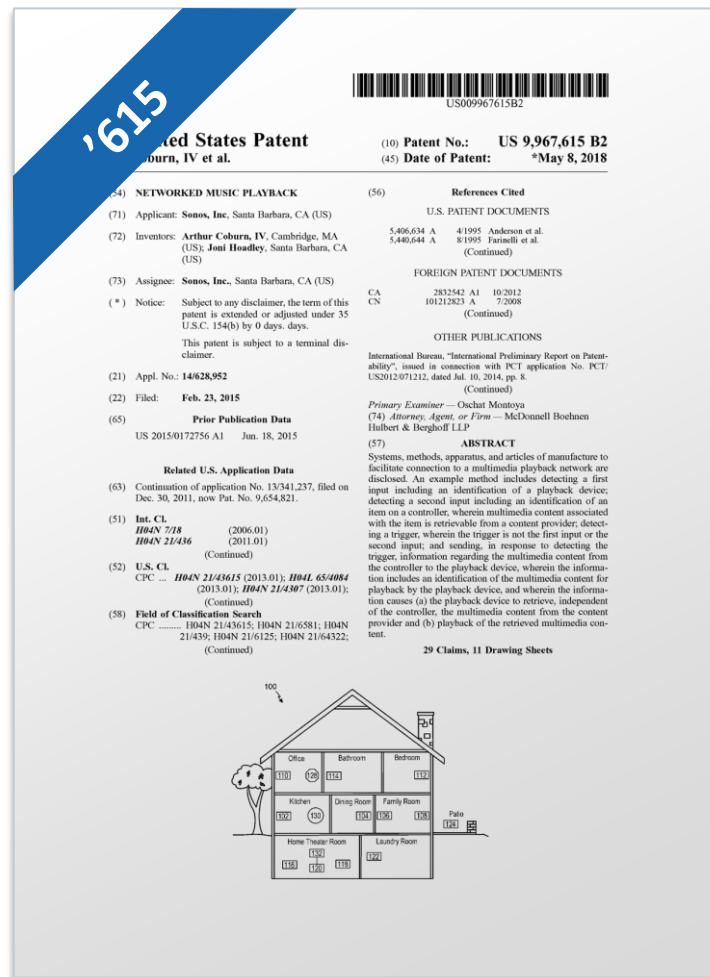 '615
US009967615B2
ted States Patent
oburn, IV et al.
(10) Patent No.: US 9,967,615 B2
(45) Date of Patent: *May 8, 2018
(54) NETWORKED MUSIC PLAYBACK
(71) Applicant: Sonos, Inc, Santa Barbara, CA (US)
(72) Inventors: Arthur Coburn, IV, Cambridge, MA
(US); Joni Hoadley, Santa Barbara, CA
(US)
(73) Assignee: Sonos, Inc., Santa Barbara, CA (US)
( * ) Notice: Subject to any disclaimer, the term of this
patent is extended or adjusted under 35
U.S.C. 154(b) by 0 days. days.
This patent is subject to a terminal dis-
claimer.
(21) Appl. No.: 14/628,952
(22) Filed: Feb. 23, 2015
(65) Prior Publication Data
US 2015/0172756 A1 Jun. 18, 2015
Related U.S. Application Data
(63) Continuation of application No. 13/341,237, filed on
Dec. 30, 2011, now Pat. No. 9,654,821.
(51) Int. Cl.
H04N 7/18 (2006.01)
H04N 21/436 (2011.01)
(Continued)
(52) U.S. Cl.
CPC ... H04N 21/43615 (2013.01); H04L 65/4084
(2013.01); H04N 21/4307 (2013.01);
(Continued)
(58) Field of Classification Search
CPC ......... H04N 21/43615; H04N 21/6581; H04N
21/439; H04N 21/6125; H04N 21/64322;
(Continued)
(56) References Cited
U.S. PATENT DOCUMENTS
5,406,634 A 4/1995 Anderson et al.
5,440,644 A 8/1995 Farinelli et al.
(Continued)
FOREIGN PATENT DOCUMENTS
CA 2832542 A1 10/2012
CN 101212823 A 7/2008
(Continued)
OTHER PUBLICATIONS
International Bureau, "International Preliminary Report on Patent-
ability", issued in connection with PCT application No. PCT/
US2012/071212, dated Jul. 10, 2014, pp. 8.
(Continued)
Primary Examiner — Oschat Montoya
(74) Attorney, Agent, or Firm — McDonnell Boehnen
Hulbert & Berghoff LLP
(57) ABSTRACT
Systems, methods, apparatus, and articles of manufacture to
facilitate connection to a multimedia playback network are
disclosed. An example method includes detecting a first
input including an identification of a playback device;
detecting a second input including an identification of an
item on a controller, wherein multimedia content associated
with the item is retrievable from a content provider; detect-
ing a trigger, wherein the trigger is not the first input or the
second input; and sending, in response to detecting the
trigger, information regarding the multimedia content from
the controller to the playback device, wherein the informa-
tion includes an identification of the multimedia content for
playback by the playback device, and wherein the informa-
tion causes (a) the playback device to retrieve, independent
of the controller, the multimedia content from the content
provider and (b) playback of the retrieved multimedia con-
tent.
29 Claims, 11 Drawing Sheets
100
Office Bathroom Bedroom
110 128 114 112
Kitchen Dining Room Family Room
102 130 104 106 108
Patio
124
Home Theater Room Laundry Room
132
116 120 118 122